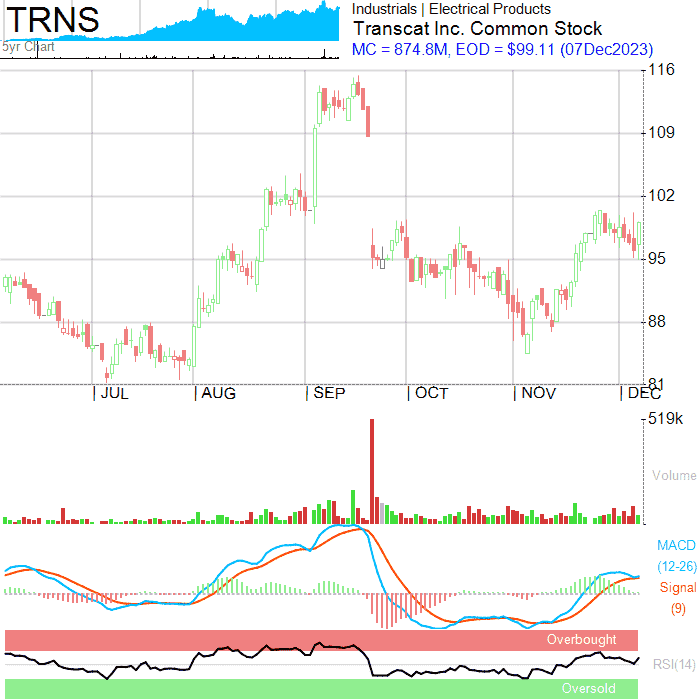 TRNS
5yr Chart
Industrials | Electrical Products
Transcat Inc. Common Stock
MC = 874.8M, EOD = $99.11 (07Dec2023)
116
109
102
95
88
81
JUL AUG SEP OCT NOV DEC
519k
Volume
MACD
(12-26)
Signal
(9)
Overbought
RSI(14)
Oversold